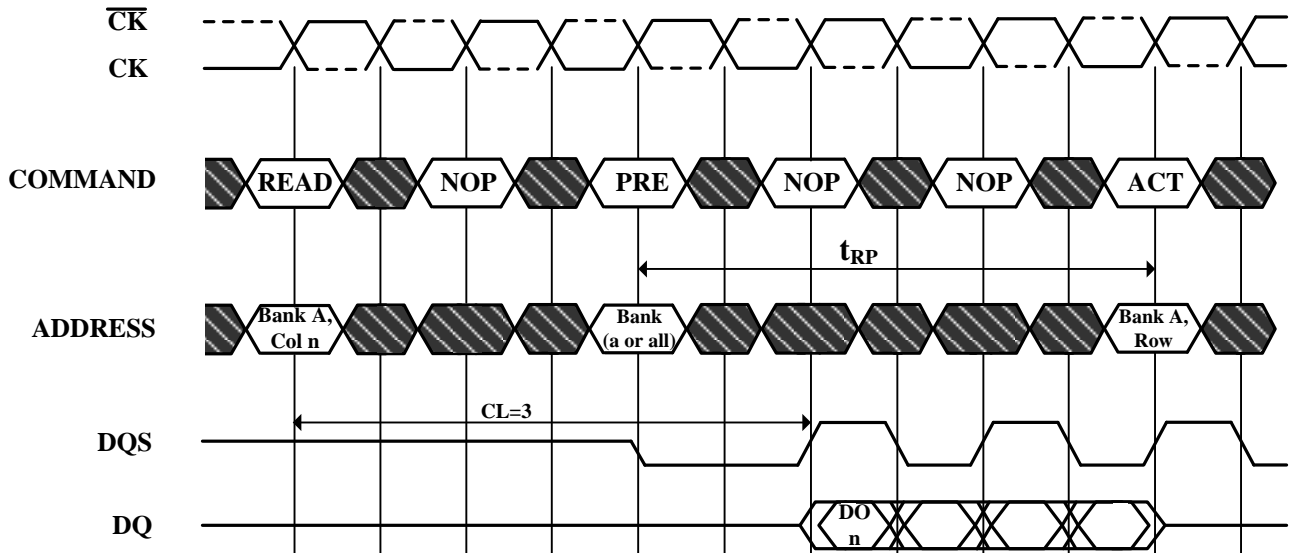 CK
CK
COMMAND
READ NOP PRE NOP NOP ACT
tRP
ADDRESS
Bank A, Col n
Bank (a or all)
Bank A, Row
CL=3
DQS
DQ
DO n